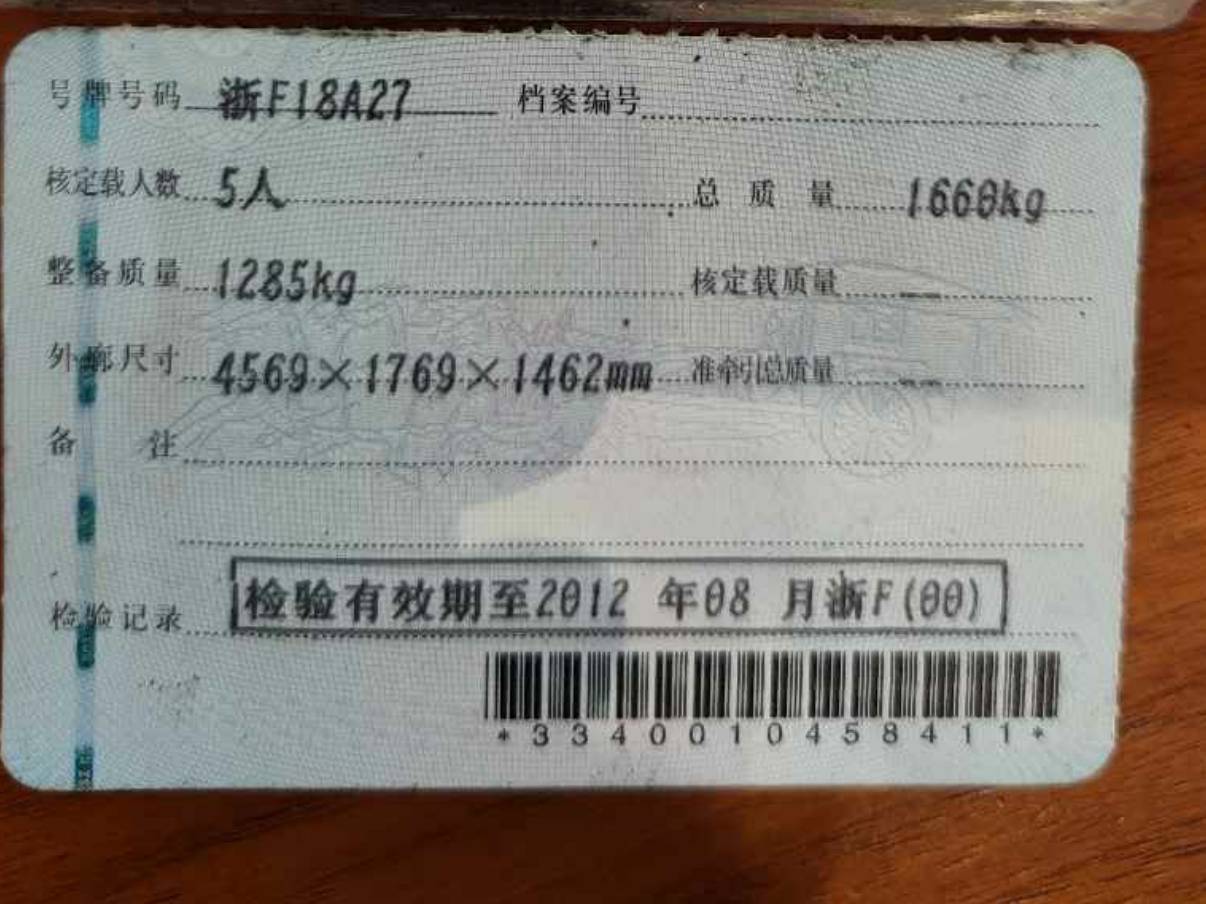 号牌号码 浙F18A27 档案编号
核定载人数 5人 总质量 1660kg
整备质量 1285kg 核定载质量 --
外廓尺寸 4569×1769×1462mm 准牵引总质量 --
备注
检验记录 检验有效期至2012 年08 月浙F(00)
*3340010458411*